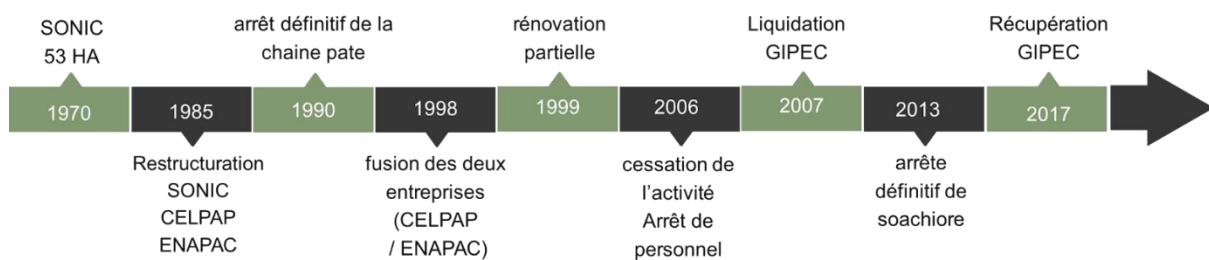 SONIC
53 HA
arrêt définitif de la
chaine pate
rénovation
partielle
Liquidation
GIPEC
Récupération
GIPEC
1970
1985
1990
1998
1999
2006
2007
2013
2017
Restructuration
SONIC
CELPAP
ENAPAC
fusion des deux
entreprises
(CELPAP
/ ENAPAC)
cessation de
l’activité
Arrêt de
personnel
arrête
définitif de
soachiore